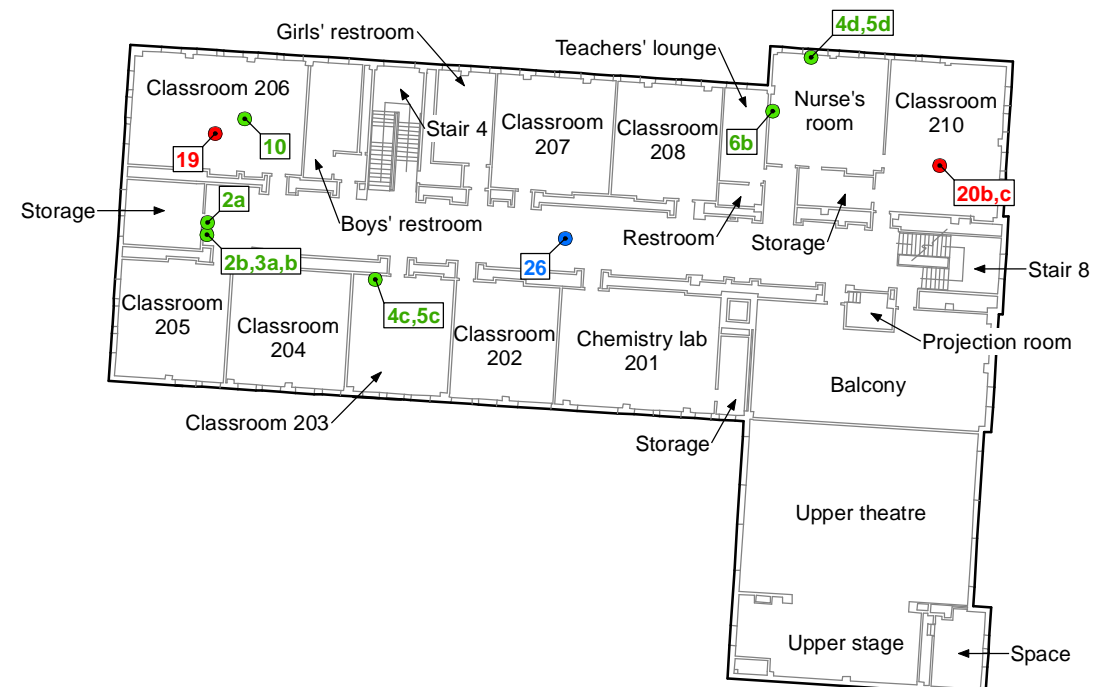 4d,5d
Girls' restroom
Teachers' lounge
Classroom 206
Nurse's
room
Classroom
210
Stair 4
Classroom
207
Classroom
208
10
19
6b
20b,c
Storage
2a
Boys' restroom
Restroom
Storage
2b,3a,b
26
Stair 8
Classroom
205
4c,5c
Classroom
204
Classroom
202
Chemistry lab
201
Projection room
Balcony
Classroom 203
Storage
Upper theatre
Upper stage
Space